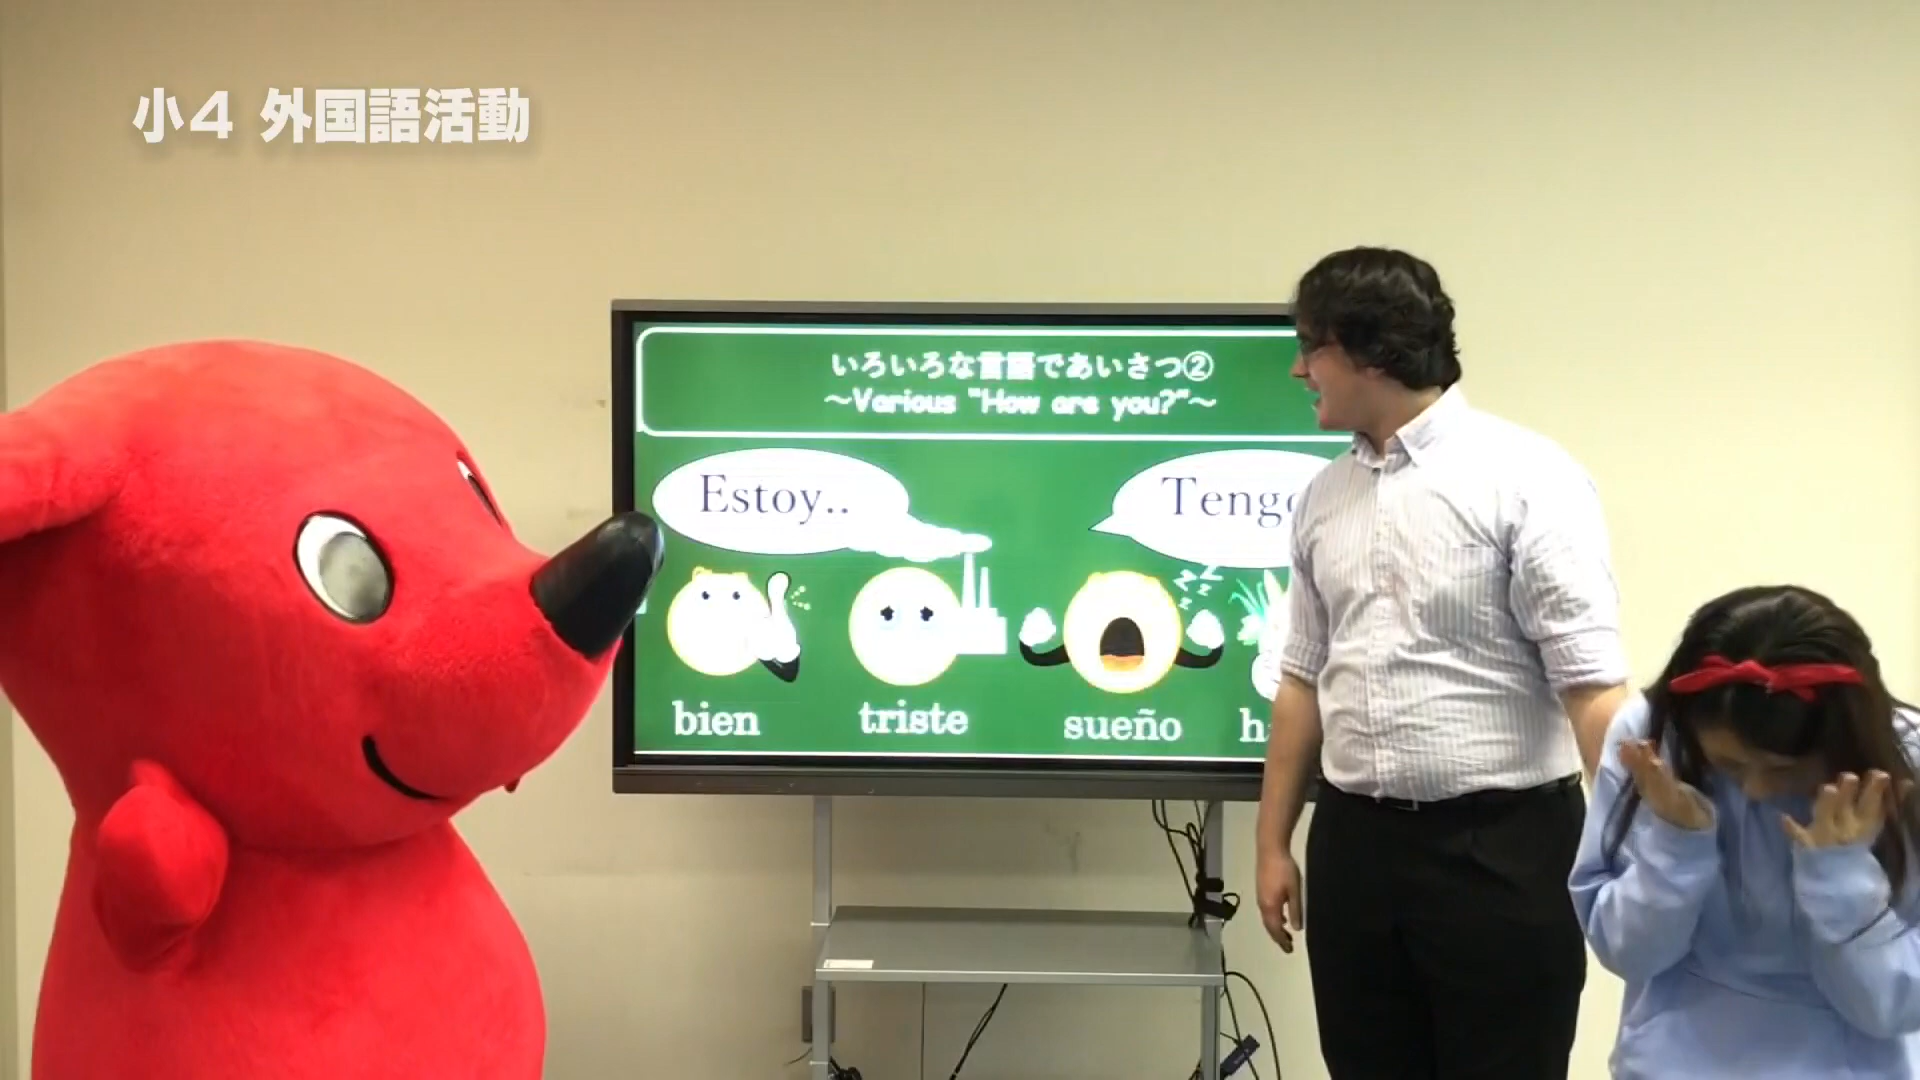 小4 外国語活動
いろいろな言語であいさつ②
～Various "How are you?"～
Estoy..
Tengo
bien
triste
sueño